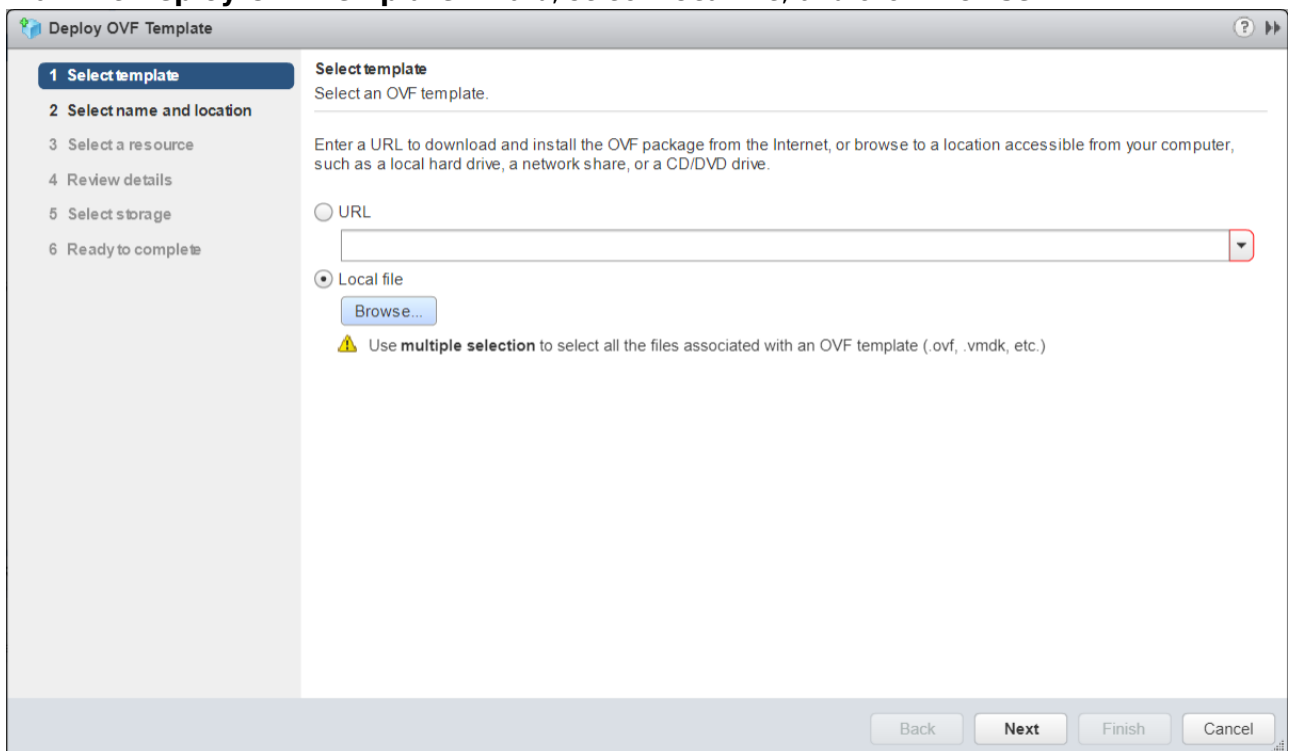 Deploy OVF Template
?
1 Select template
2 Select name and location
3 Select a resource
4 Review details
5 Select storage
6 Ready to complete
Select template
Select an OVF template.
Enter a URL to download and install the OVF package from the Internet, or browse to a location accessible from your computer,
such as a local hard drive, a network share, or a CD/DVD drive.
URL
Local file
Browse...
Use multiple selection to select all the files associated with an OVF template (.ovf, .vmdk, etc.)
Back Next Finish Cancel